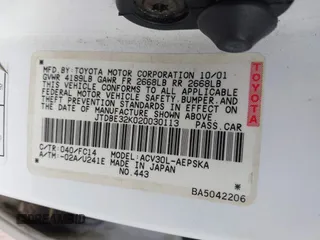 MFD. BY: TOYOTA MOTOR CORPORATION 10/01
GVWR 4189LB GAWR FR 2668LB RR 2668LB
THIS VEHICLE CONFORMS TO ALL APPLICABLE
FEDERAL MOTOR VEHICLE SAFETY, BUMPER, AND
THEFT PREVENTION STANDARDS IN EFFECT ON
THE DATE OF MANUFACTURE SHOWN ABOVE.
JTDBE32K020030113 PASS. CAR
C/TR: 040/FC14 MODEL: ACV30L-AEPSKA
A/TM: -02A/U241E MADE IN JAPAN
NO. 443
TOYOTA
BA5042206